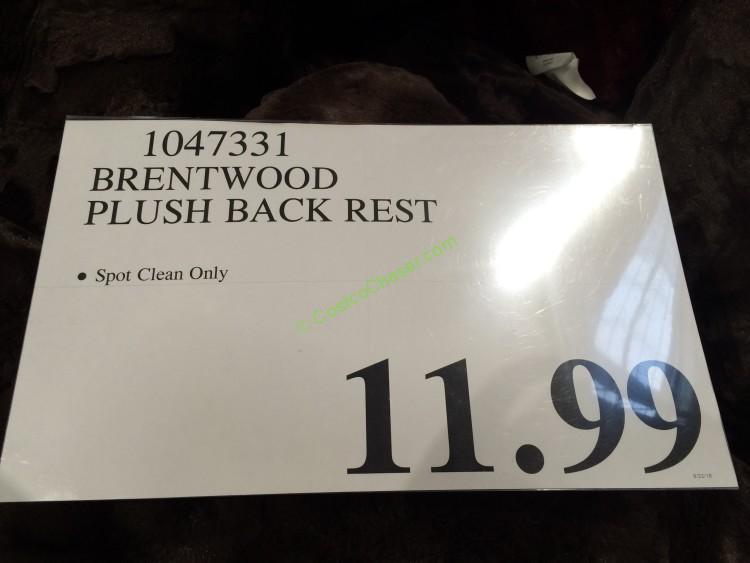 1047331
BRENTWOOD
PLUSH BACK REST
• Spot Clean Only
© CostcoChaser.com
11.99